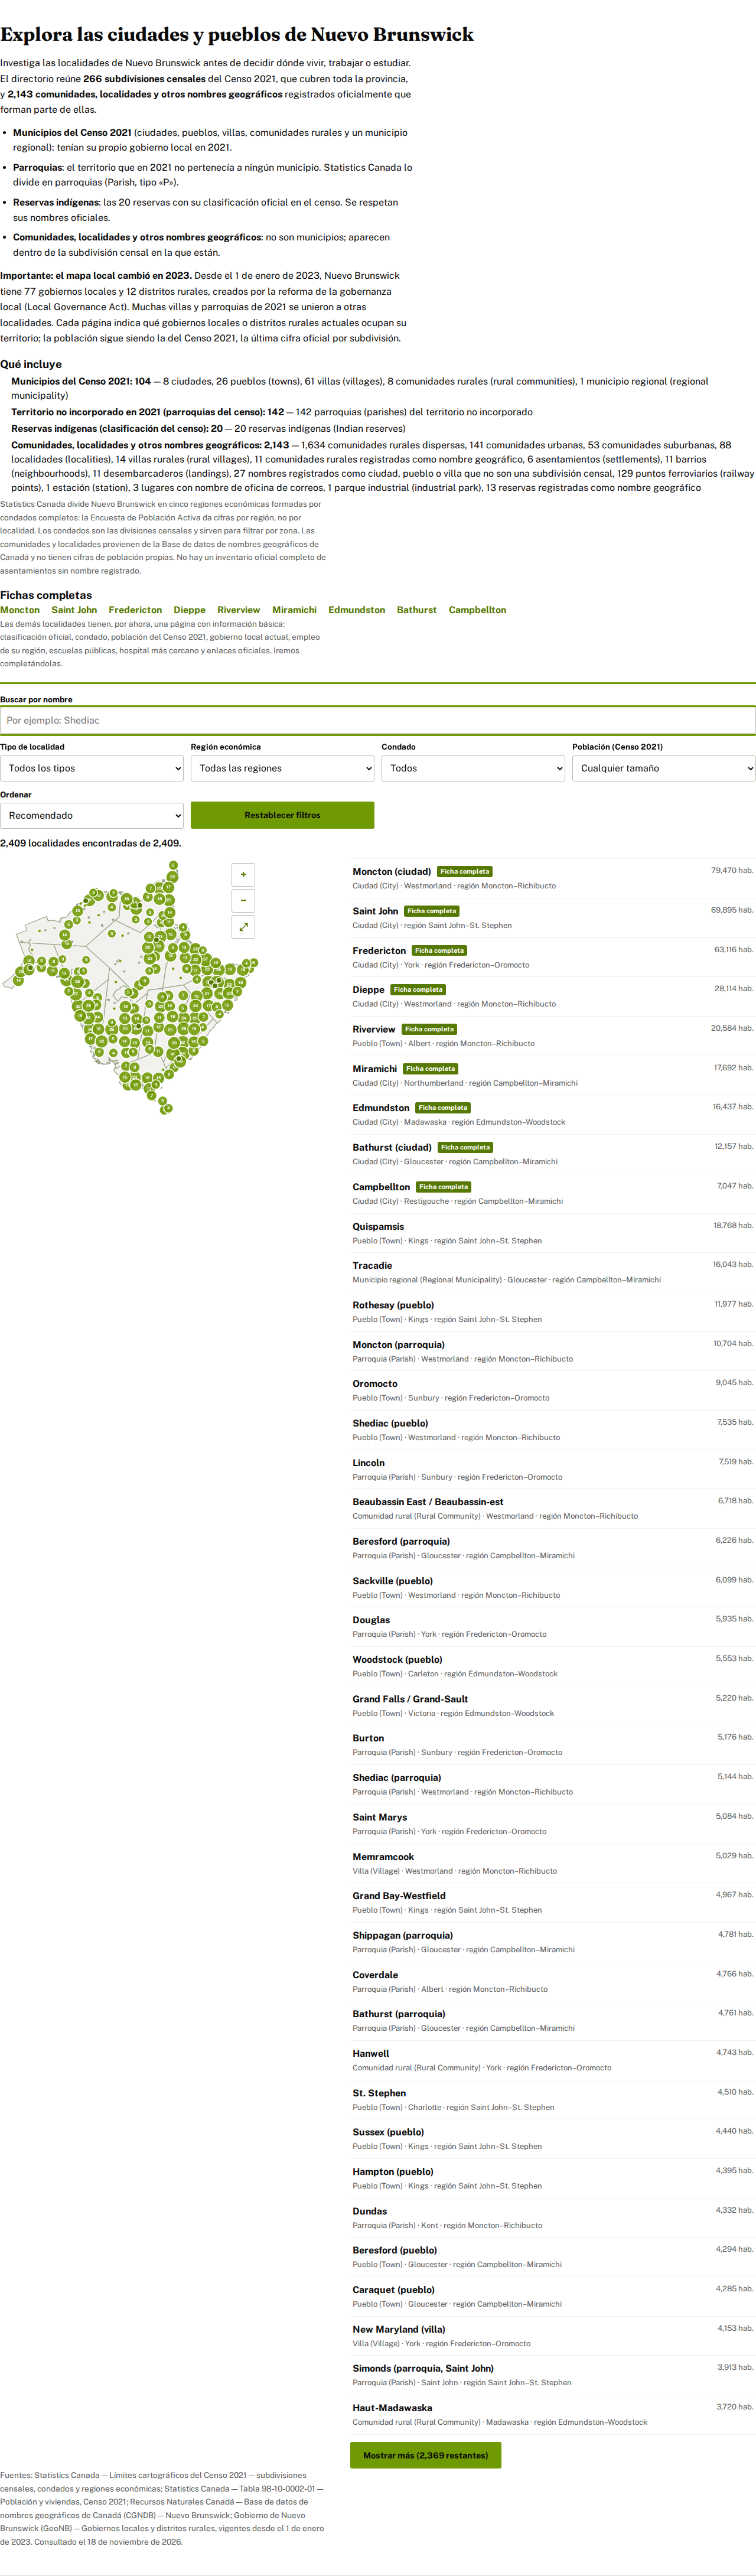 Explora las ciudades y pueblos de Nuevo Brunswick
Investiga las localidades de Nuevo Brunswick antes de decidir dónde vivir, trabajar o estudiar.
El directorio reúne 266 subdivisiones censales del Censo 2021, que cubren toda la provincia,
y 2,143 comunidades, localidades y otros nombres geográficos registrados oficialmente que
forman parte de ellas.
• Municipios del Censo 2021 (ciudades, pueblos, villas, comunidades rurales y un municipio
regional): tenían su propio gobierno local en 2021.
• Parroquias: el territorio que en 2021 no pertenecía a ningún municipio. Statistics Canada lo
divide en parroquias (Parish, tipo «P»).
• Reservas indígenas: las 20 reservas con su clasificación oficial en el censo. Se respetan
sus nombres oficiales.
• Comunidades, localidades y otros nombres geográficos: no son municipios; aparecen
dentro de la subdivisión censal en la que están.
Importante: el mapa local cambió en 2023. Desde el 1 de enero de 2023, Nuevo Brunswick
tiene 77 gobiernos locales y 12 distritos rurales, creados por la reforma de la gobernanza
local (Local Governance Act). Muchas villas y parroquias de 2021 se unieron a otras
localidades. Cada página indica qué gobiernos locales o distritos rurales actuales ocupan su
territorio; la población sigue siendo la del Censo 2021, la última cifra oficial por subdivisión.
Qué incluye
Municipios del Censo 2021: 104 — 8 ciudades, 26 pueblos (towns), 61 villas (villages), 8 comunidades rurales (rural communities), 1 municipio regional (regional
municipality)
Territorio no incorporado en 2021 (parroquias del censo): 142 — 142 parroquias (parishes) del territorio no incorporado
Reservas indígenas (clasificación del censo): 20 — 20 reservas indígenas (Indian reserves)
Comunidades, localidades y otros nombres geográficos: 2,143 — 1,634 comunidades rurales dispersas, 141 comunidades urbanas, 53 comunidades suburbanas, 88
localidades (localities), 14 villas rurales (rural villages), 11 comunidades rurales registradas como nombre geográfico, 6 asentamientos (settlements), 11 barrios
(neighbourhoods), 11 desembarcaderos (landings), 27 nombres registrados como ciudad, pueblo o villa que no son una subdivisión censal, 129 puntos ferroviarios (railway
points), 1 estación (station), 3 lugares con nombre de oficina de correos, 1 parque industrial (industrial park), 13 reservas registradas como nombre geográfico
Statistics Canada divide Nuevo Brunswick en cinco regiones económicas formadas por
condados completos: la Encuesta de Población Activa da cifras por región, no por
localidad. Los condados son las divisiones censales y sirven para filtrar por zona. Las
comunidades y localidades provienen de la Base de datos de nombres geográficos de
Canadá y no tienen cifras de población propias. No hay un inventario oficial completo de
asentamientos sin nombre registrado.
Fichas completas
Moncton Saint John Fredericton Dieppe Riverview Miramichi Edmundston Bathurst Campbellton
Las demás localidades tienen, por ahora, una página con información básica:
clasificación oficial, condado, población del Censo 2021, gobierno local actual, empleo
de su región, escuelas públicas, hospital más cercano y enlaces oficiales. Iremos
completándolas.
Buscar por nombre
Por ejemplo: Shediac
Tipo de localidad Región económica Condado Población (Censo 2021)
Todos los tipos Todas las regiones Todos Cualquier tamaño
Ordenar
Recomendado Restablecer filtros
2,409 localidades encontradas de 2,409.
+
−
Moncton (ciudad) Ficha completa 79,470 hab.
Ciudad (City) · Westmorland · región Moncton–Richibucto
Saint John Ficha completa 69,895 hab.
Ciudad (City) · región Saint John–St. Stephen
Fredericton Ficha completa 63,116 hab.
Ciudad (City) · York · región Fredericton–Oromocto
Dieppe Ficha completa 28,114 hab.
Ciudad (City) · Westmorland · región Moncton–Richibucto
Riverview Ficha completa 20,584 hab.
Pueblo (Town) · Albert · región Moncton–Richibucto
Miramichi Ficha completa 17,692 hab.
Ciudad (City) · Northumberland · región Campbellton–Miramichi
Edmundston Ficha completa 16,437 hab.
Ciudad (City) · Madawaska · región Edmundston–Woodstock
Bathurst (ciudad) Ficha completa 12,157 hab.
Ciudad (City) · Gloucester · región Campbellton–Miramichi
Campbellton Ficha completa 7,047 hab.
Ciudad (City) · Restigouche · región Campbellton–Miramichi
Quispamsis 18,768 hab.
Pueblo (Town) · Kings · región Saint John–St. Stephen
Tracadie 16,043 hab.
Municipio regional (Regional Municipality) · Gloucester · región Campbellton–Miramichi
Rothesay (pueblo) 11,977 hab.
Pueblo (Town) · Kings · región Saint John–St. Stephen
Moncton (parroquia) 10,704 hab.
Parroquia (Parish) · Westmorland · región Moncton–Richibucto
Oromocto 9,045 hab.
Pueblo (Town) · Sunbury · región Fredericton–Oromocto
Shediac (pueblo) 7,535 hab.
Pueblo (Town) · Westmorland · región Moncton–Richibucto
Lincoln 7,519 hab.
Parroquia (Parish) · Sunbury · región Fredericton–Oromocto
Beaubassin East / Beaubassin-est 6,718 hab.
Comunidad rural (Rural Community) · Westmorland · región Moncton–Richibucto
Beresford (parroquia) 6,226 hab.
Parroquia (Parish) · Gloucester · región Campbellton–Miramichi
Sackville (pueblo) 6,099 hab.
Pueblo (Town) · Westmorland · región Moncton–Richibucto
Douglas 5,935 hab.
Parroquia (Parish) · York · región Fredericton–Oromocto
Woodstock (pueblo) 5,553 hab.
Pueblo (Town) · Carleton · región Edmundston–Woodstock
Grand Falls / Grand-Sault 5,220 hab.
Pueblo (Town) · Victoria · región Edmundston–Woodstock
Burton 5,176 hab.
Parroquia (Parish) · Sunbury · región Fredericton–Oromocto
Shediac (parroquia) 5,144 hab.
Parroquia (Parish) · Westmorland · región Moncton–Richibucto
Saint Marys 5,084 hab.
Parroquia (Parish) · York · región Fredericton–Oromocto
Memramcook 5,029 hab.
Villa (Village) · Westmorland · región Moncton–Richibucto
Grand Bay-Westfield 4,967 hab.
Pueblo (Town) · Kings · región Saint John–St. Stephen
Shippagan (parroquia) 4,781 hab.
Parroquia (Parish) · Gloucester · región Campbellton–Miramichi
Coverdale 4,766 hab.
Parroquia (Parish) · Albert · región Moncton–Richibucto
Bathurst (parroquia) 4,761 hab.
Parroquia (Parish) · Gloucester · región Campbellton–Miramichi
Hanwell 4,743 hab.
Comunidad rural (Rural Community) · York · región Fredericton–Oromocto
St. Stephen 4,510 hab.
Pueblo (Town) · Charlotte · región Saint John–St. Stephen
Sussex (pueblo) 4,440 hab.
Pueblo (Town) · Kings · región Saint John–St. Stephen
Hampton (pueblo) 4,395 hab.
Pueblo (Town) · Kings · región Saint John–St. Stephen
Dundas 4,332 hab.
Parroquia (Parish) · Kent · región Moncton–Richibucto
Beresford (pueblo) 4,294 hab.
Pueblo (Town) · Gloucester · región Campbellton–Miramichi
Caraquet (pueblo) 4,285 hab.
Pueblo (Town) · Gloucester · región Campbellton–Miramichi
New Maryland (villa) 4,153 hab.
Villa (Village) · York · región Fredericton–Oromocto
Simonds (parroquia, Saint John) 3,913 hab.
Parroquia (Parish) · Saint John · región Saint John–St. Stephen
Haut-Madawaska 3,720 hab.
Comunidad rural (Rural Community) · Madawaska · región Edmundston–Woodstock
Mostrar más (2,369 restantes)
Fuentes: Statistics Canada — Límites cartográficos del Censo 2021 — subdivisiones
censales, condados y regiones económicas; Statistics Canada — Tabla 98-10-0002-01 —
Población y viviendas, Censo 2021; Recursos Naturales Canadá — Base de datos de
nombres geográficos de Canadá (CGNDB) — Nuevo Brunswick; Gobierno de Nuevo
Brunswick (GeoNB) — Gobiernos locales y distritos rurales, vigentes desde el 1 de enero
de 2023. Consultado el 18 de noviembre de 2026.